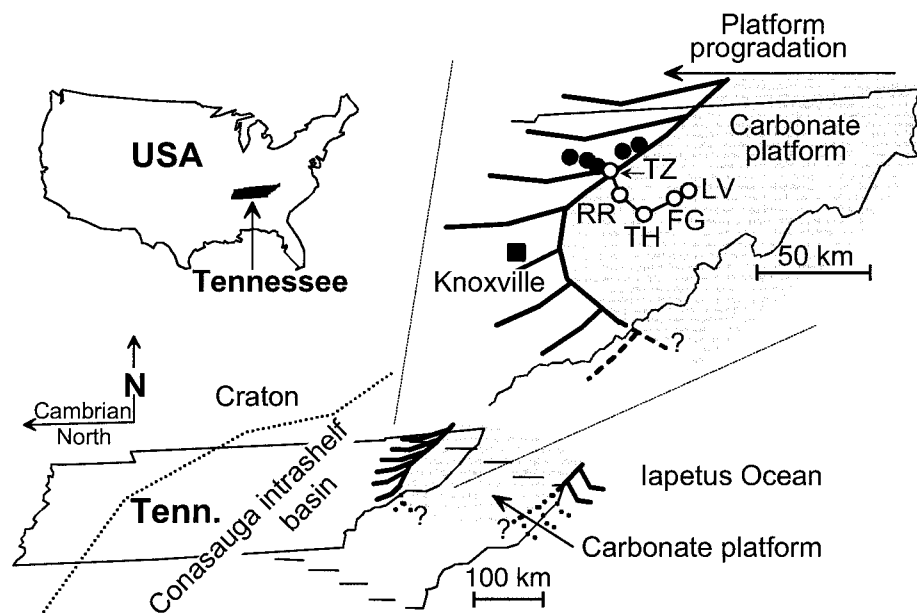 Platform
progradation
USA
Carbonate
platform
TZ
LV
RR
FG
TH
50 km
Tennessee
Knoxville
?
N
Craton
Cambrian
North
Conasauga intrashelf
basin
Iapetus Ocean
Tenn.
?
?
Carbonate platform
100 km